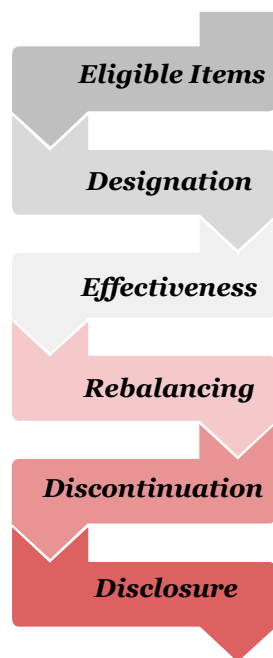 Eligible Items
Designation
Effectiveness
Rebalancing
Discontinuation
Disclosure